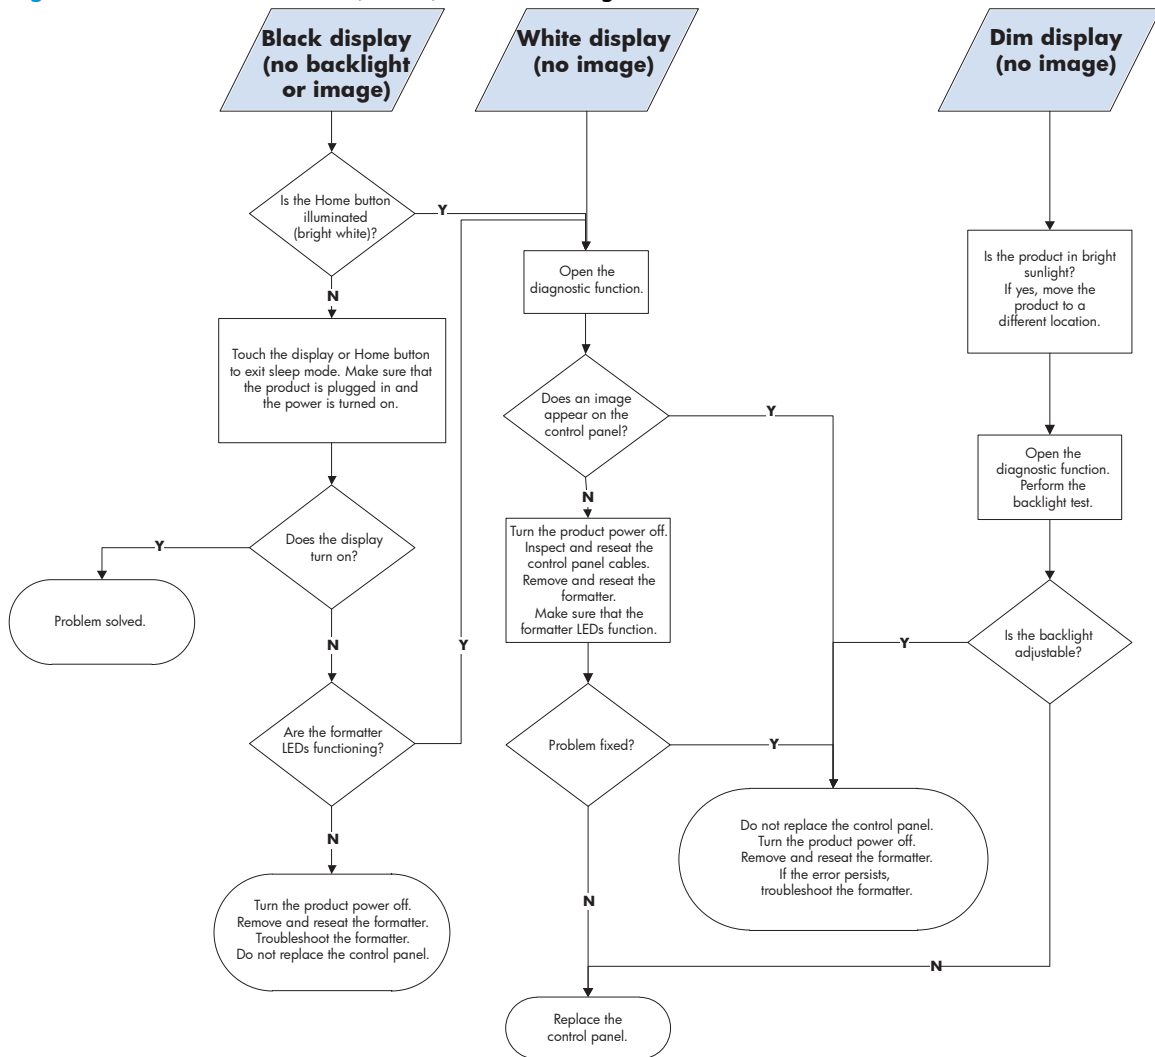 Black display
(no backlight
or image)
White display
(no image)
Dim display
(no image)
Is the Home button
illuminated
(bright white)?
Y
N
Touch the display or Home button
to exit sleep mode. Make sure that
the product is plugged in and
the power is turned on.
Does the display
turn on?
Y
Problem solved.
N
Are the formatter
LEDs functioning?
Y
N
Turn the product power off.
Remove and reseat the formatter.
Troubleshoot the formatter.
Do not replace the control panel.
Open the
diagnostic function.
Does an image
appear on the
control panel?
Y
N
Turn the product power off.
Inspect and reseat the
control panel cables.
Remove and reseat the
formatter.
Make sure that the
formatter LEDs function.
Problem fixed?
Y
N
Do not replace the control panel.
Turn the product power off.
Remove and reseat the formatter.
If the error persists,
troubleshoot the formatter.
Replace the
control panel.
Is the product in bright
sunlight?
If yes, move the
product to a
different location.
Open the
diagnostic function.
Perform the
backlight test.
Is the backlight
adjustable?
Y
N